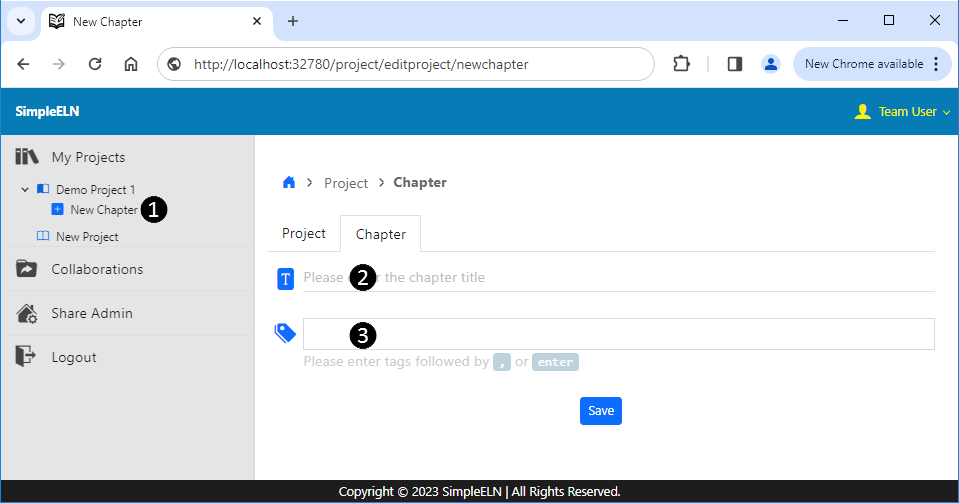 New Chapter
http://localhost:32780/project/editproject/newchapter
New Chrome available
SimpleELN
Team User
My Projects
Demo Project 1
New Chapter 1
New Project
Collaborations
Share Admin
Logout
Project > Chapter
Project Chapter
T Please 2 the chapter title
3
Please enter tags followed by , or enter
Save
Copyright © 2023 SimpleELN | All Rights Reserved.